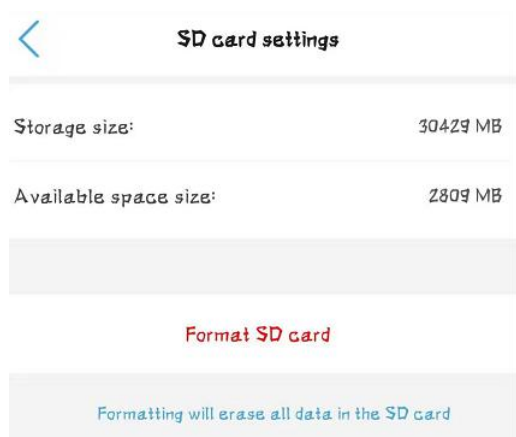 SD card settings
Storage size: 30429 MB
Available space size: 2809 MB
Format SD card
Formatting will erase all data in the SD card